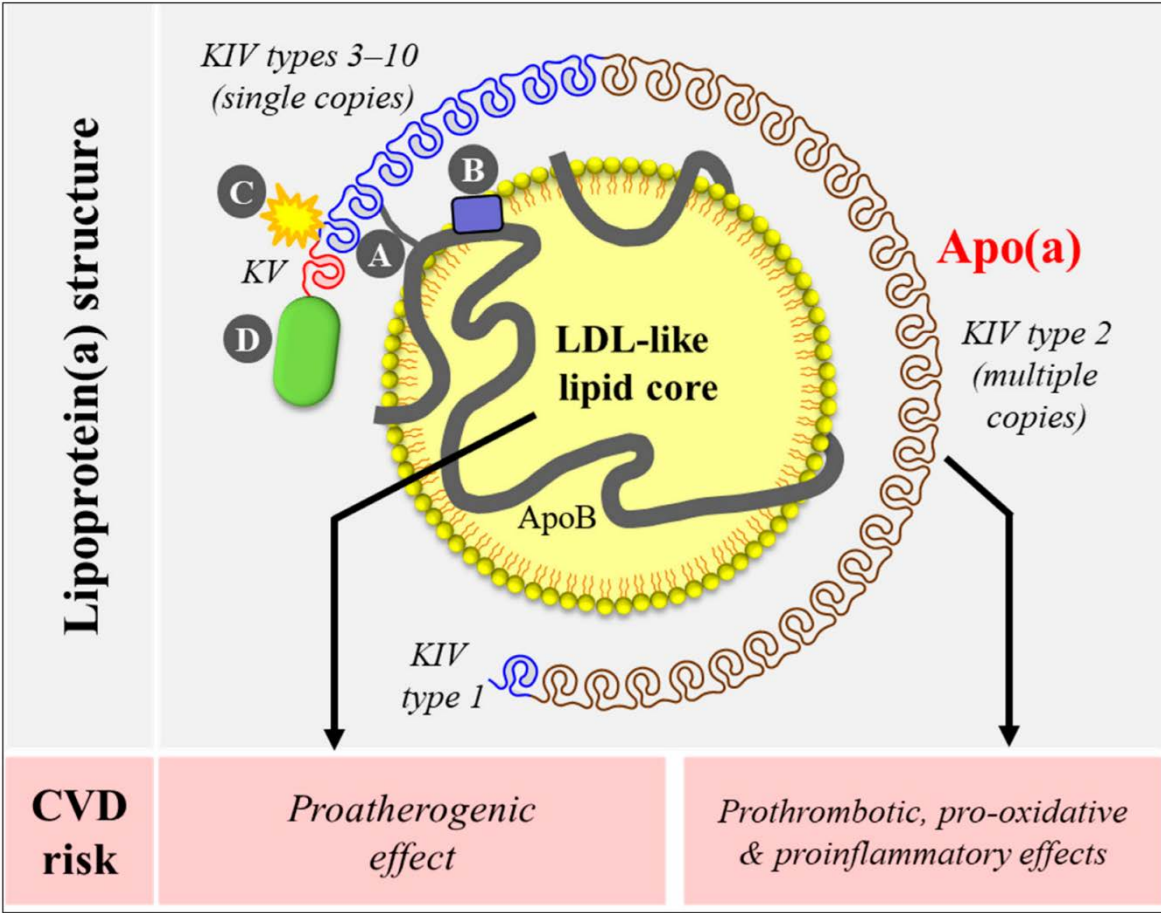 Lipoprotein(a) structure
KIV types 3–10
(single copies)
C
B
A
KV
D
Apo(a)
LDL-like
lipid core
KIV type 2
(multiple
copies)
ApoB
KIV
type 1
CVD
risk
Proatherogenic
effect
Prothrombotic, pro-oxidative
& proinflammatory effects